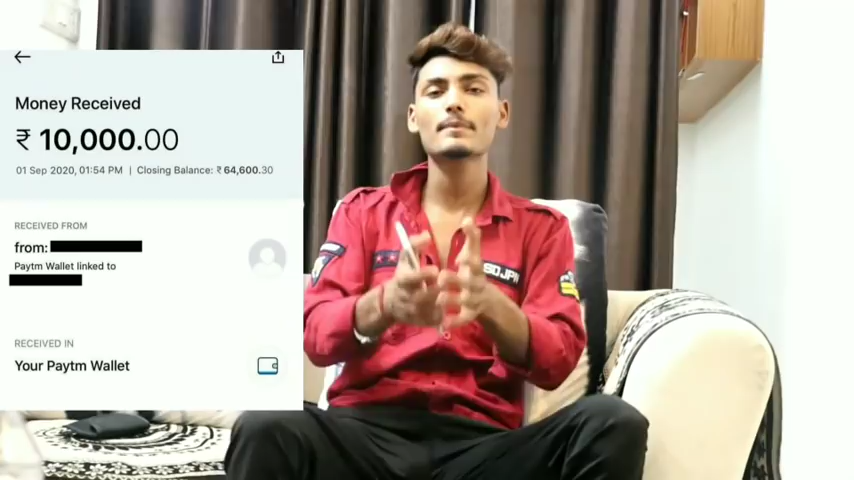 Money Received
₹ 10,000.00
01 Sep 2020, 01:54 PM | Closing Balance: ₹ 64,600.30
RECEIVED FROM
from:
Paytm Wallet linked to
RECEIVED IN
Your Paytm Wallet